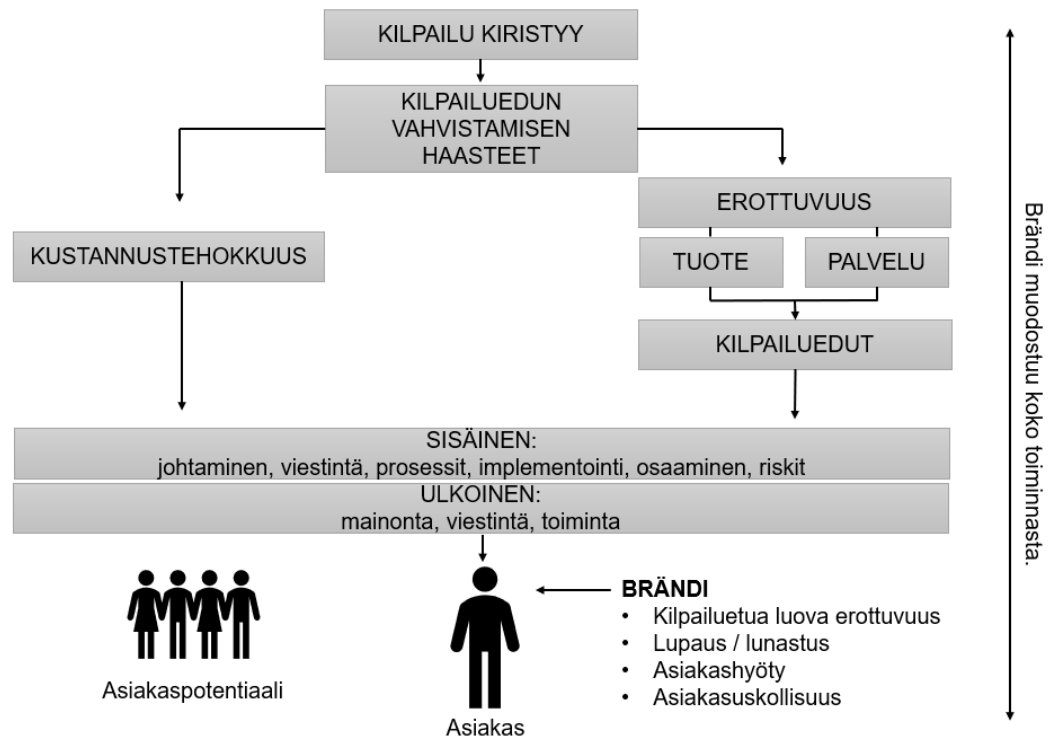 KILPAILU KIRISTYY
KILPAILUEDUN
VAHVISTAMISEN
HAASTEET
EROTTUVUUS
KUSTANNUSTEHOKKUUS
TUOTE
PALVELU
KILPAILUEDUT
SISÄINEN:
johtaminen, viestintä, prosessit, implementointi, osaaminen, riskit
ULKOINEN:
mainonta, viestintä, toiminta
Asiakaspotentiaali
Asiakas
BRÄNDI
• Kilpailuetua luova erottuvuus
• Lupaus / lunastus
• Asiakashyöty
• Asiakasuskollisuus
Brändi muodostuu koko toiminnasta.